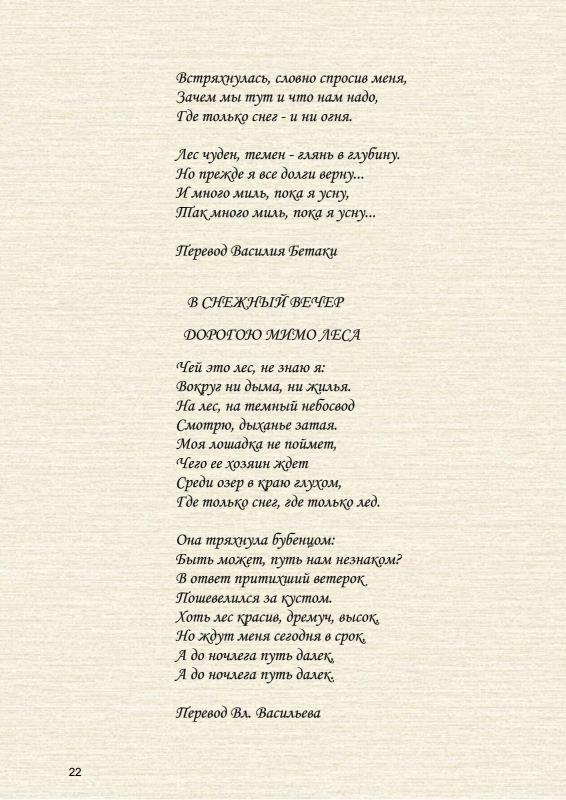 Встряхнулась, словно спросив меня,
Зачем мы тут и что нам надо,
Где только снег - и ни огня.
Лес чуден, темен - глянь в глубину.
Но прежде я все долги верну...
И много миль, пока я усну,
Так много миль, пока я усну...
Перевод Василия Бетаки
В СНЕЖНЫЙ ВЕЧЕР
ДОРОГОЮ МИМО ЛЕСА
Чей это лес, не знаю я:
Вокруг ни дыма, ни жилья.
На лес, на темный небосвод
Смотрю, дыханье затая.
Моя лошадка не поймет,
Чего ее хозяин ждет
Среди озер в краю глухом,
Где только снег, где только лед.
Она тряхнула бубенцом:
Быть может, путь нам незнаком?
В ответ притихший ветерок
Пошевелился за кустом.
Хоть лес красив, дремуч, высок,
Но ждут меня сегодня в срок,
А до ночлега путь далек,
А до ночлега путь далек.
Перевод Вл. Васильева
22